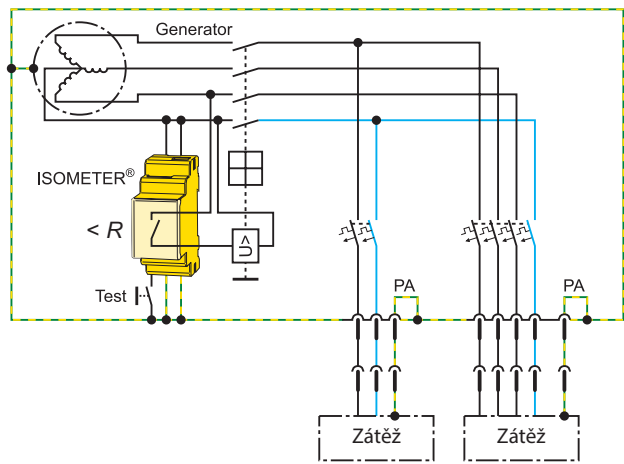 Generator
ISOMETER®
< R
U>
Test
PA
PA
Zátěž
Zátěž